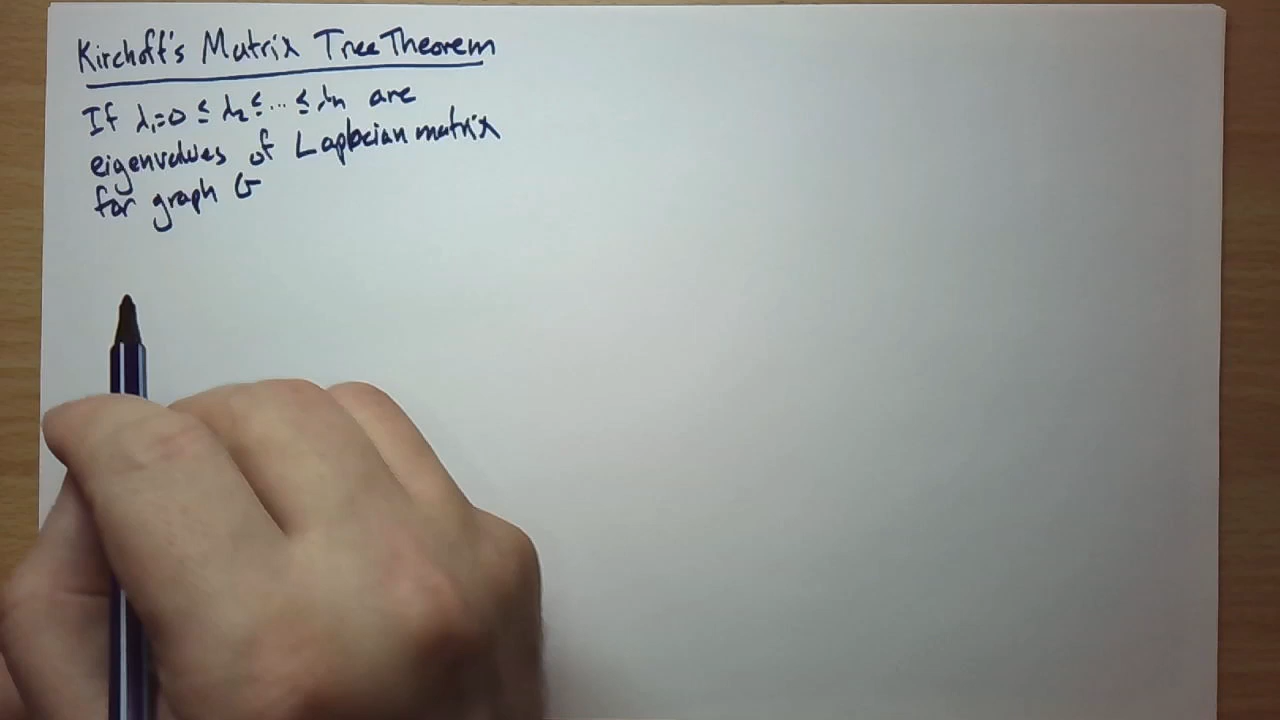 Kirchoff's Matrix Tree Theorem
If λ₁=0 ≤ λ₂ ≤ ... ≤ λn are
eigenvalues of Laplacian matrix
for graph G